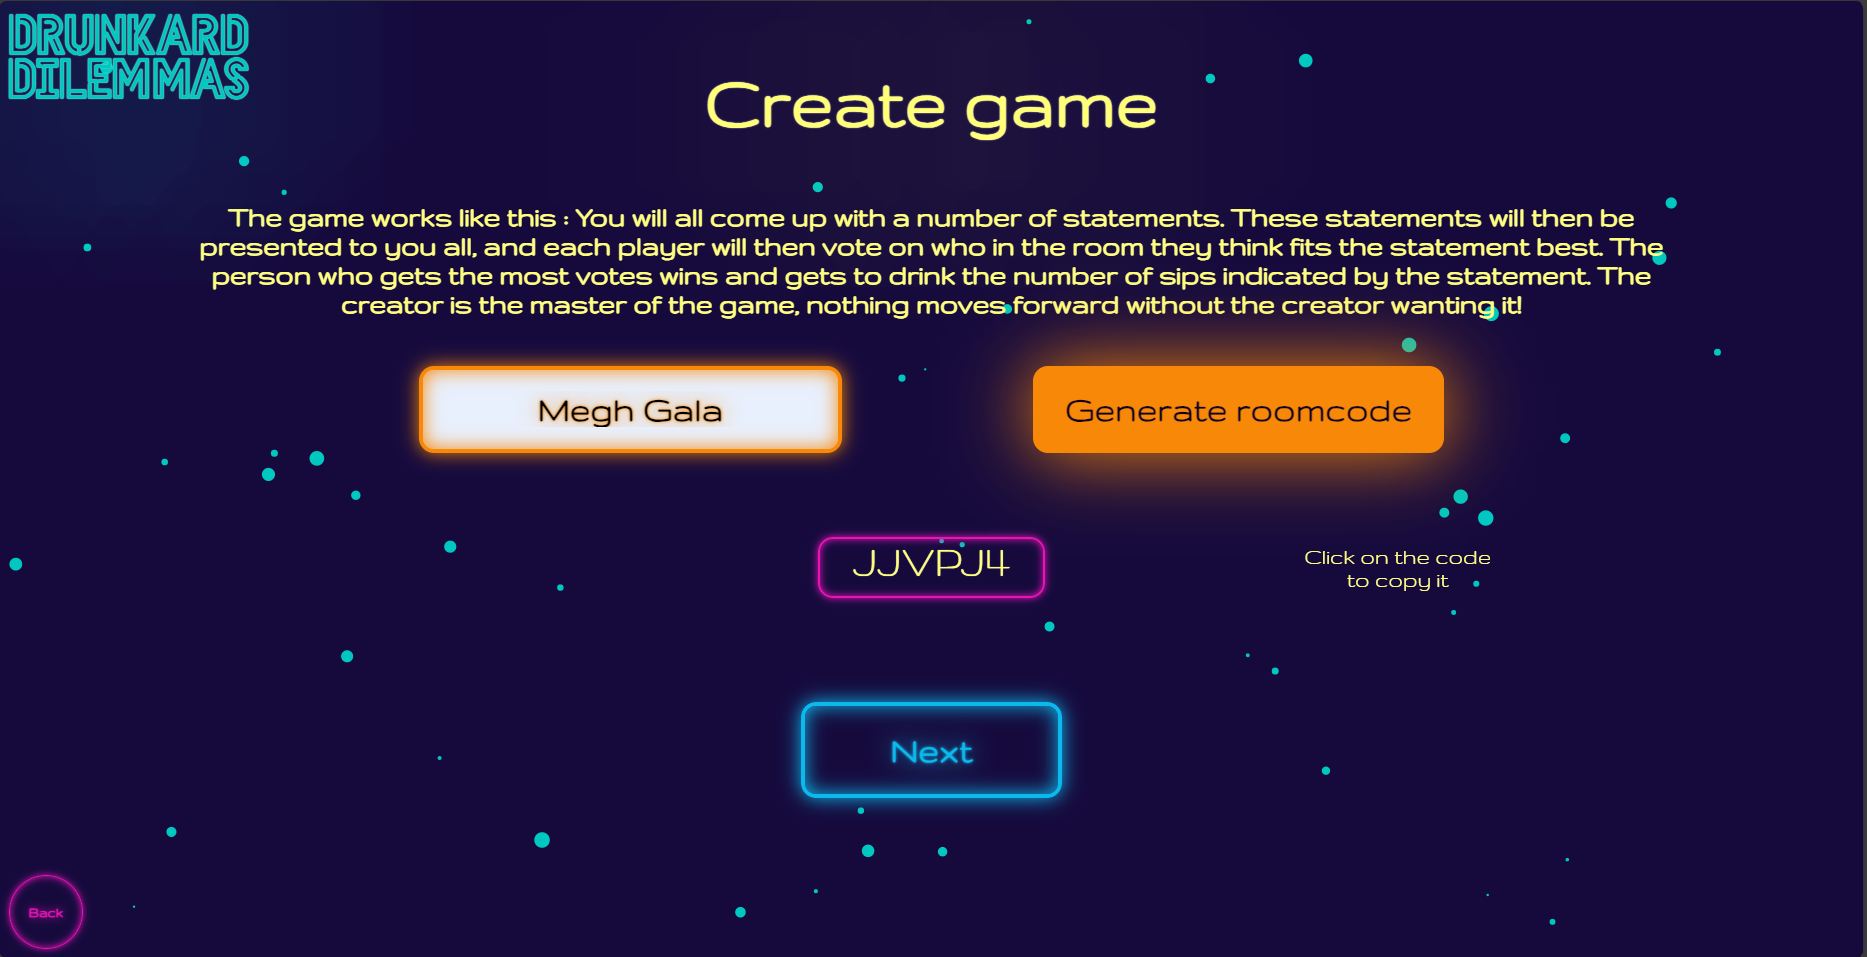 DRUNKARD
DILEMMAS
Create game
The game works like this : You will all come up with a number of statements. These statements will then be
presented to you all, and each player will then vote on who in the room they think fits the statement best. The
person who gets the most votes wins and gets to drink the number of sips indicated by the statement. The
creator is the master of the game, nothing moves forward without the creator wanting it!
Megh Gala
Generate roomcode
JJVPJ4
Click on the code
to copy it
Next
Back